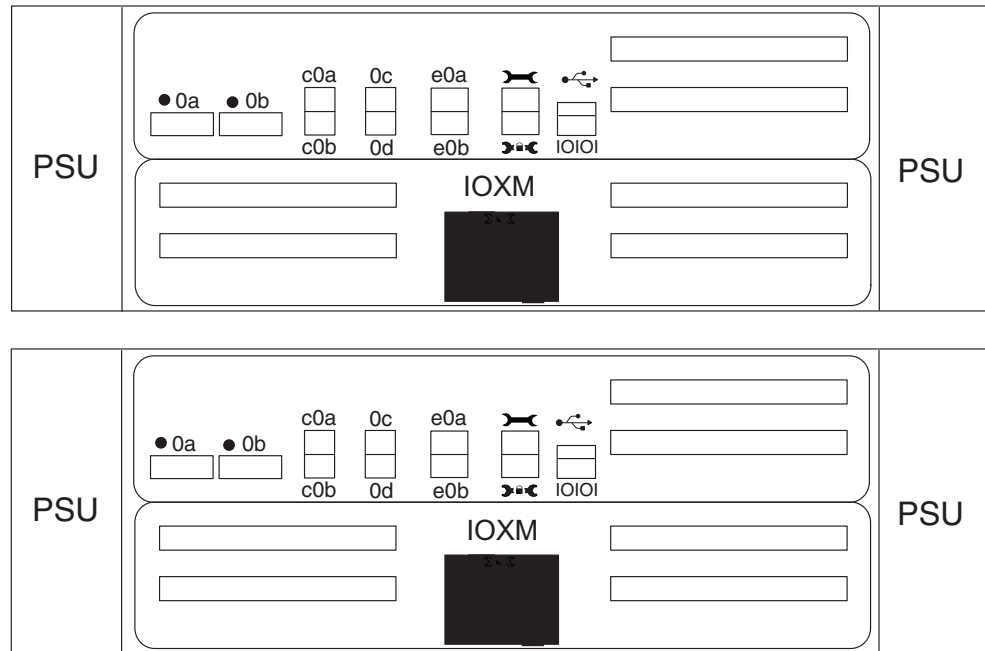 c0a 0c e0a
0a 0b
c0b 0d e0b IOIOI
PSU IOXM PSU
c0a 0c e0a
0a 0b
c0b 0d e0b IOIOI
PSU IOXM PSU